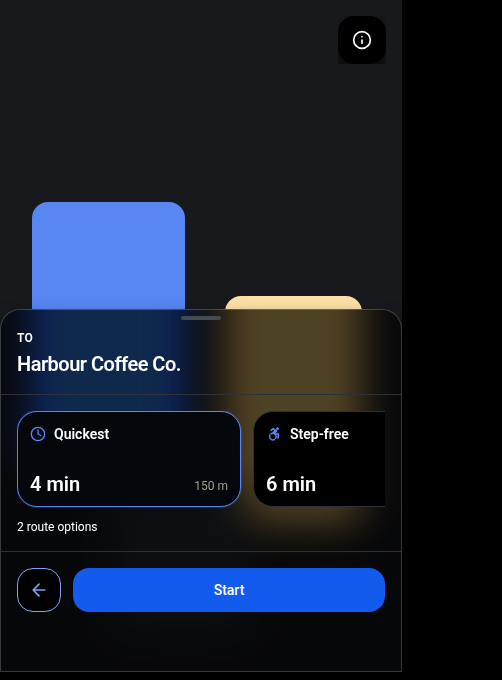 TO
Harbour Coffee Co.
Quickest
4 min
150 m
Step-free
6 min
2 route options
Start